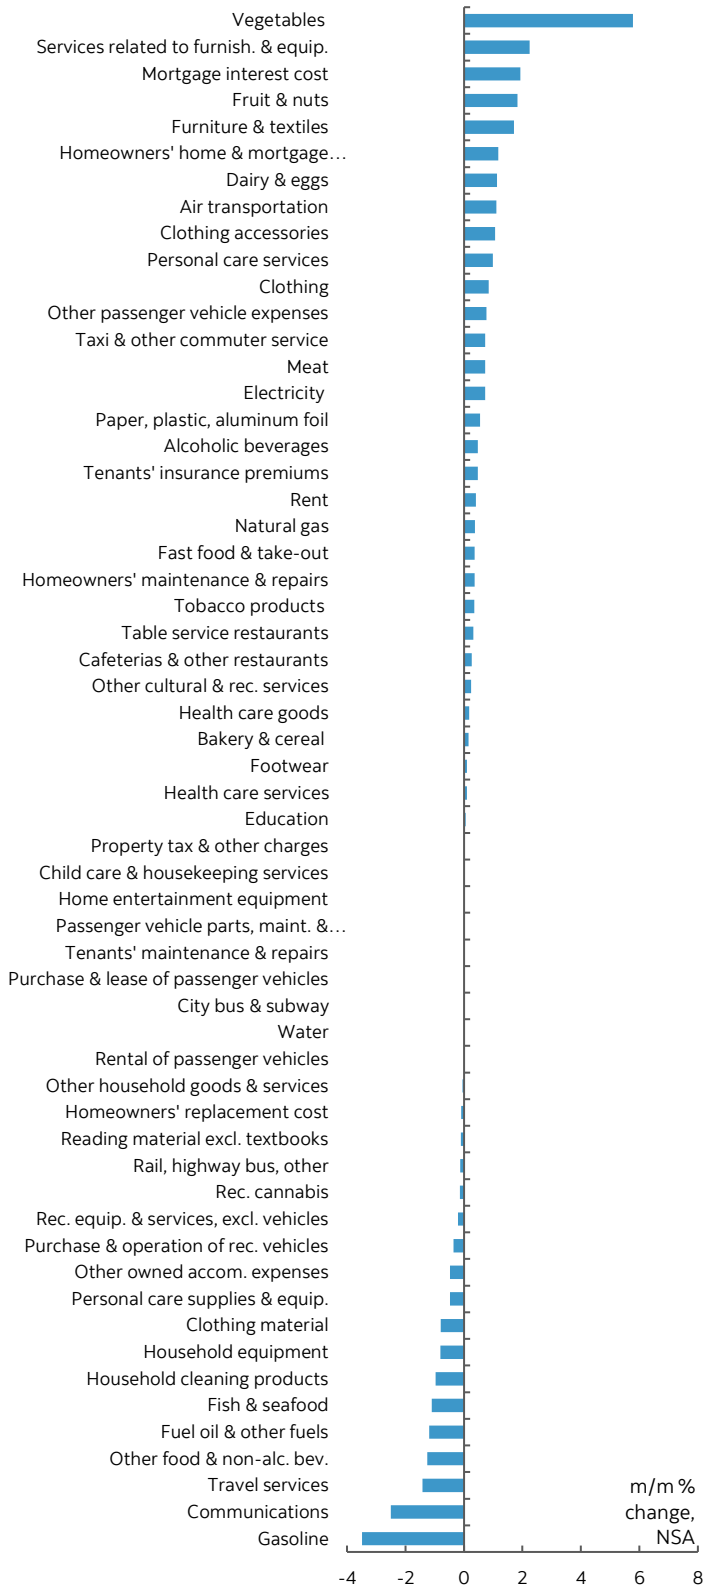 Vegetables
Services related to furnish. & equip.
Mortgage interest cost
Fruit & nuts
Furniture & textiles
Homeowners' home & mortgage…
Dairy & eggs
Air transportation
Clothing accessories
Personal care services
Clothing
Other passenger vehicle expenses
Taxi & other commuter service
Meat
Electricity
Paper, plastic, aluminum foil
Alcoholic beverages
Tenants' insurance premiums
Rent
Natural gas
Fast food & take-out
Homeowners' maintenance & repairs
Tobacco products
Table service restaurants
Cafeterias & other restaurants
Other cultural & rec. services
Health care goods
Bakery & cereal
Footwear
Health care services
Education
Property tax & other charges
Child care & housekeeping services
Home entertainment equipment
Passenger vehicle parts, maint. &…
Tenants' maintenance & repairs
Purchase & lease of passenger vehicles
City bus & subway
Water
Rental of passenger vehicles
Other household goods & services
Homeowners' replacement cost
Reading material excl. textbooks
Rail, highway bus, other
Rec. cannabis
Rec. equip. & services, excl. vehicles
Purchase & operation of rec. vehicles
Other owned accom. expenses
Personal care supplies & equip.
Clothing material
Household equipment
Household cleaning products
Fish & seafood
Fuel oil & other fuels
Other food & non-alc. bev.
Travel services
Communications
Gasoline
m/m %
change,
NSA
-4 -2 0 2 4 6 8